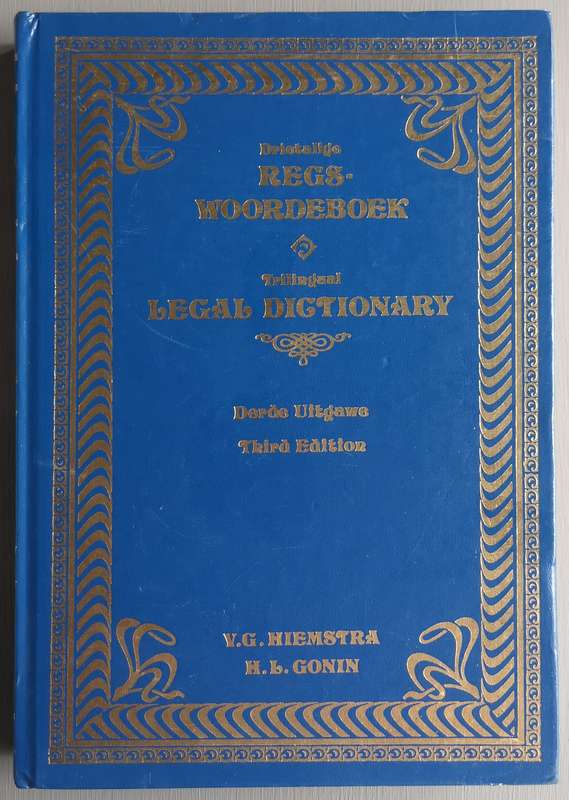 Drietalige
REGS-
WOORDEBOEK
Trilingual
LEGAL DICTIONARY
Derde Uitgawe
Third Edition
V.G. HIEMSTRA
H.L. GONIN